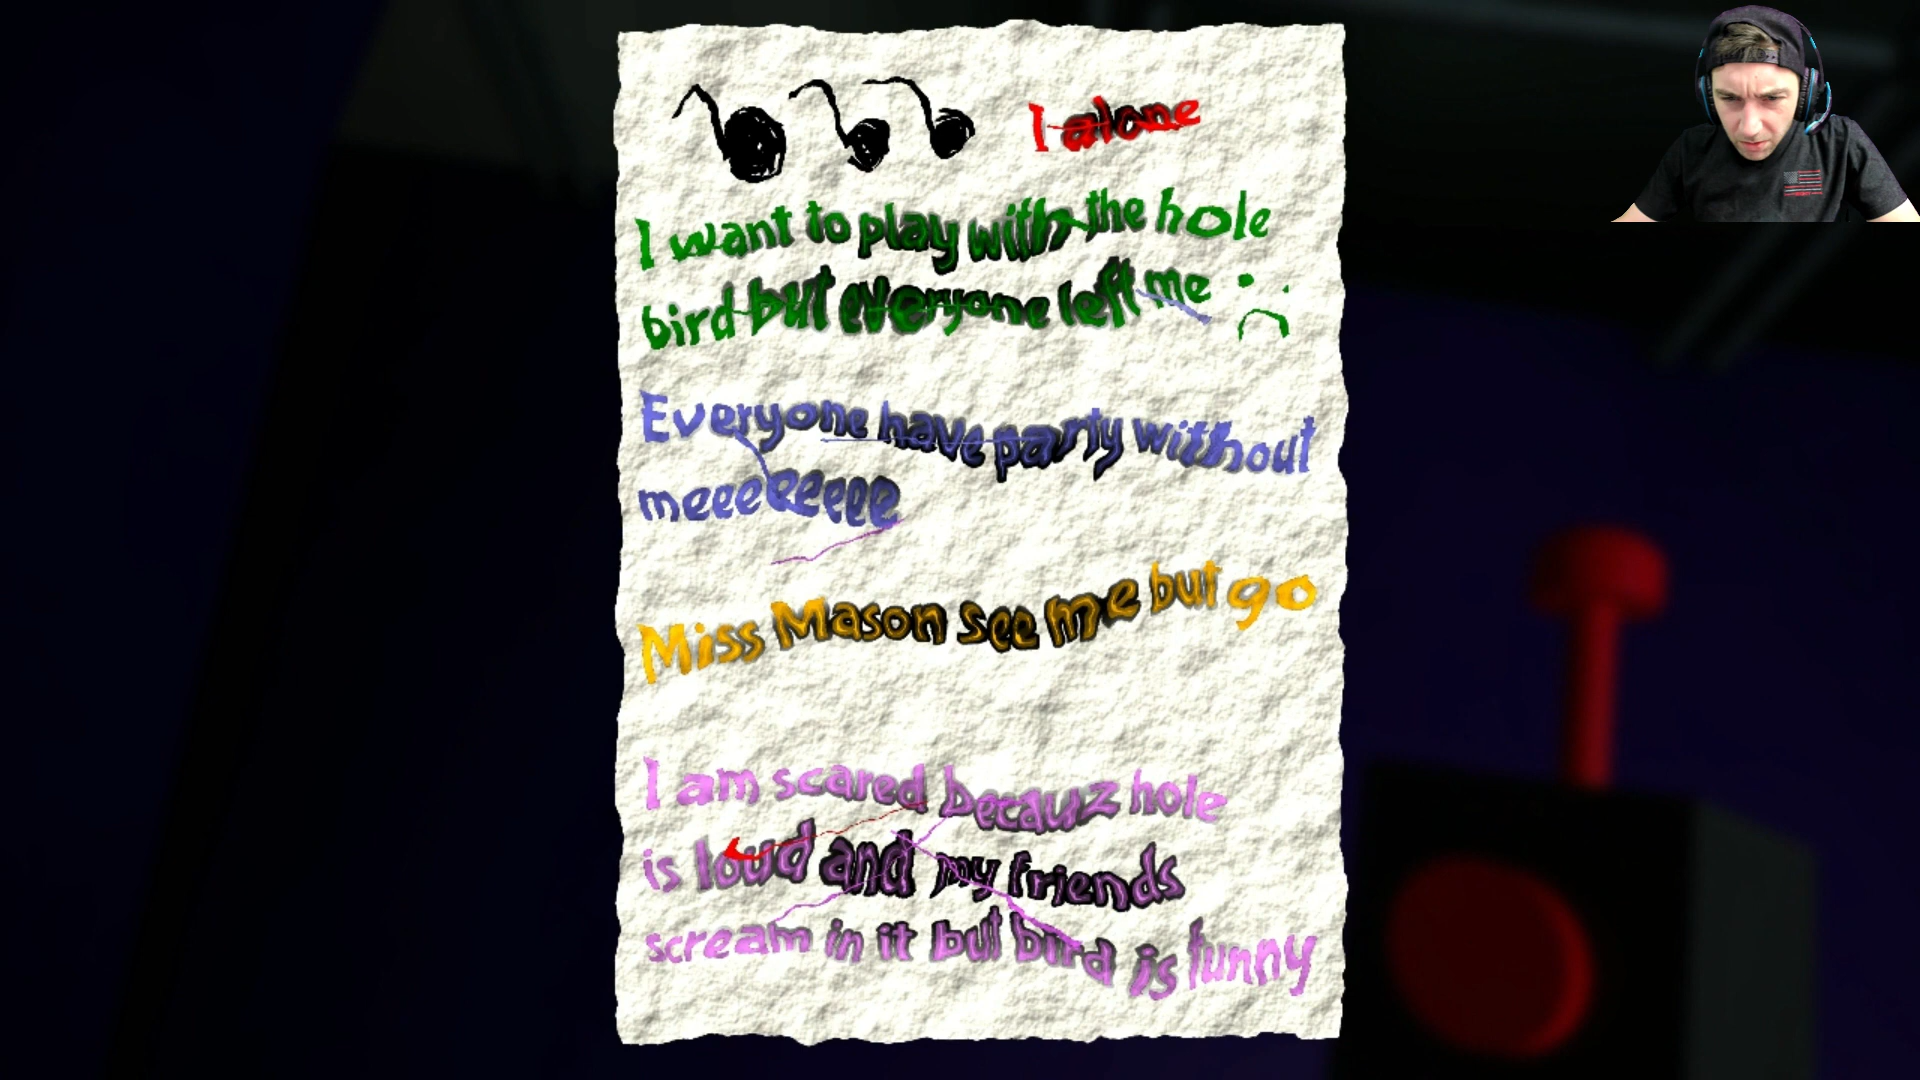 I alone
I want to play with the hole
bird but everyone left me :(
Everyone have party without
meeeeeeee
Miss Mason see me but go
I am scared becauz hole
is loud and my friends
scream in it but bird is funny